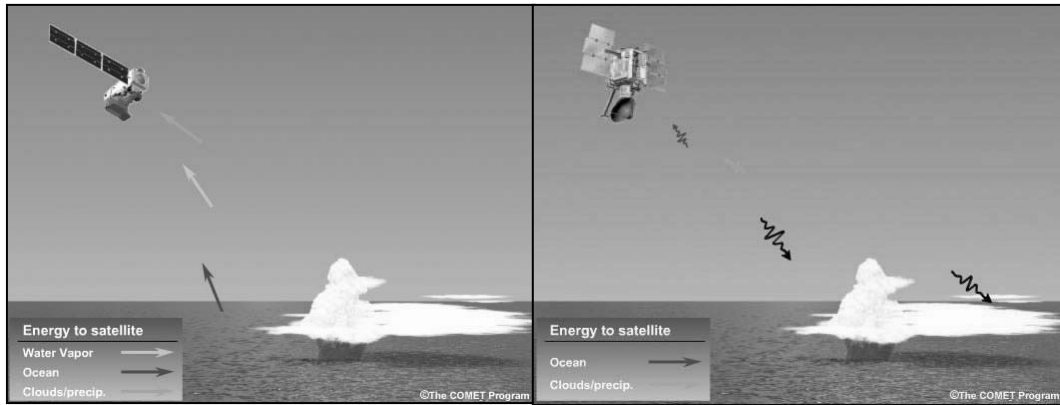 Energy to satellite
Water Vapor
Ocean
Clouds/precip.
©The COMET Program
Energy to satellite
Ocean
Clouds/precip.
©The COMET Program